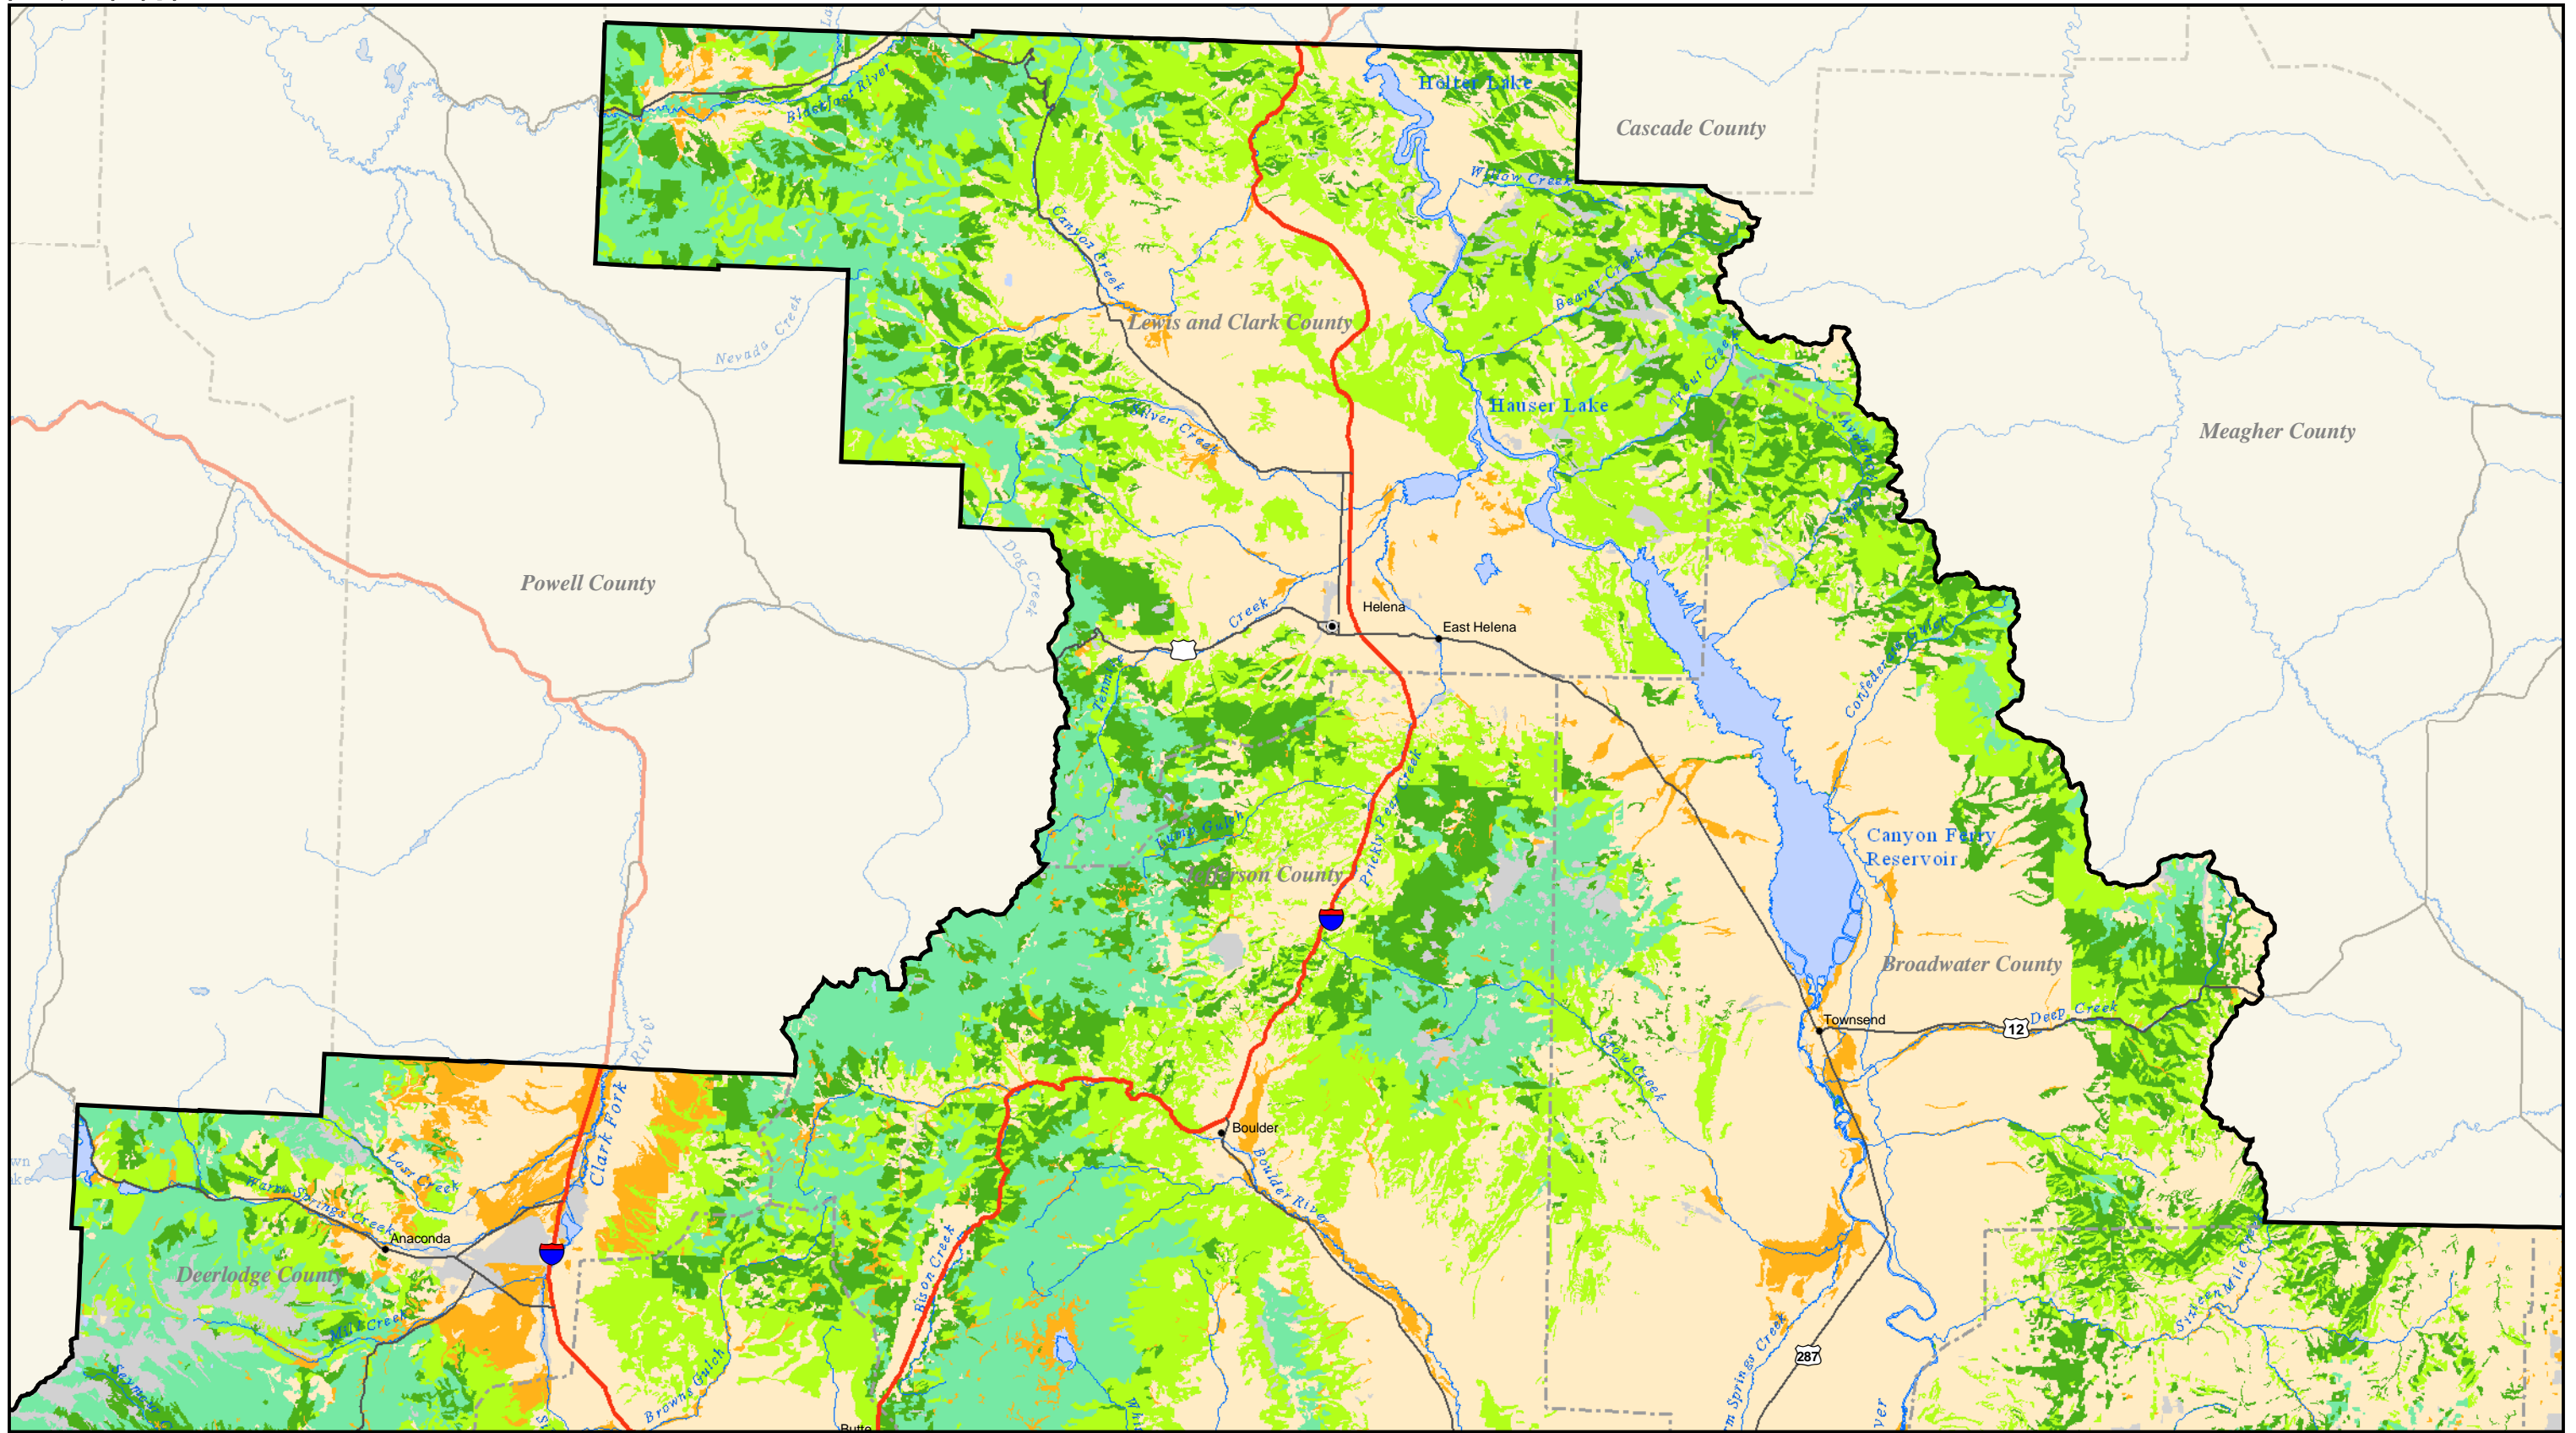 Holter Lake
Cascade County
Blackfoot River
Willow Creek
Canyon Creek
Beaver Creek
Nevada Creek
Lewis and Clark County
Trout Creek
Hauser Lake
Silver Creek
Meagher County
Powell County
Dog Creek
Helena
Creek
East Helena
Tenmile
Confederate Gulch
Prickly Pear Creek
Lump Gulch
Canyon Ferry
Reservoir
Jefferson County
Broadwater County
Townsend
12
Deep Creek
Crow Creek
River
Clark Fork
Boulder
Boulder River
Lost Creek
Warm Springs Creek
Anaconda
Deerlodge County
Bison Creek
Mill Creek
Sixteen Mile Creek
287
Browns Gulch
Butte